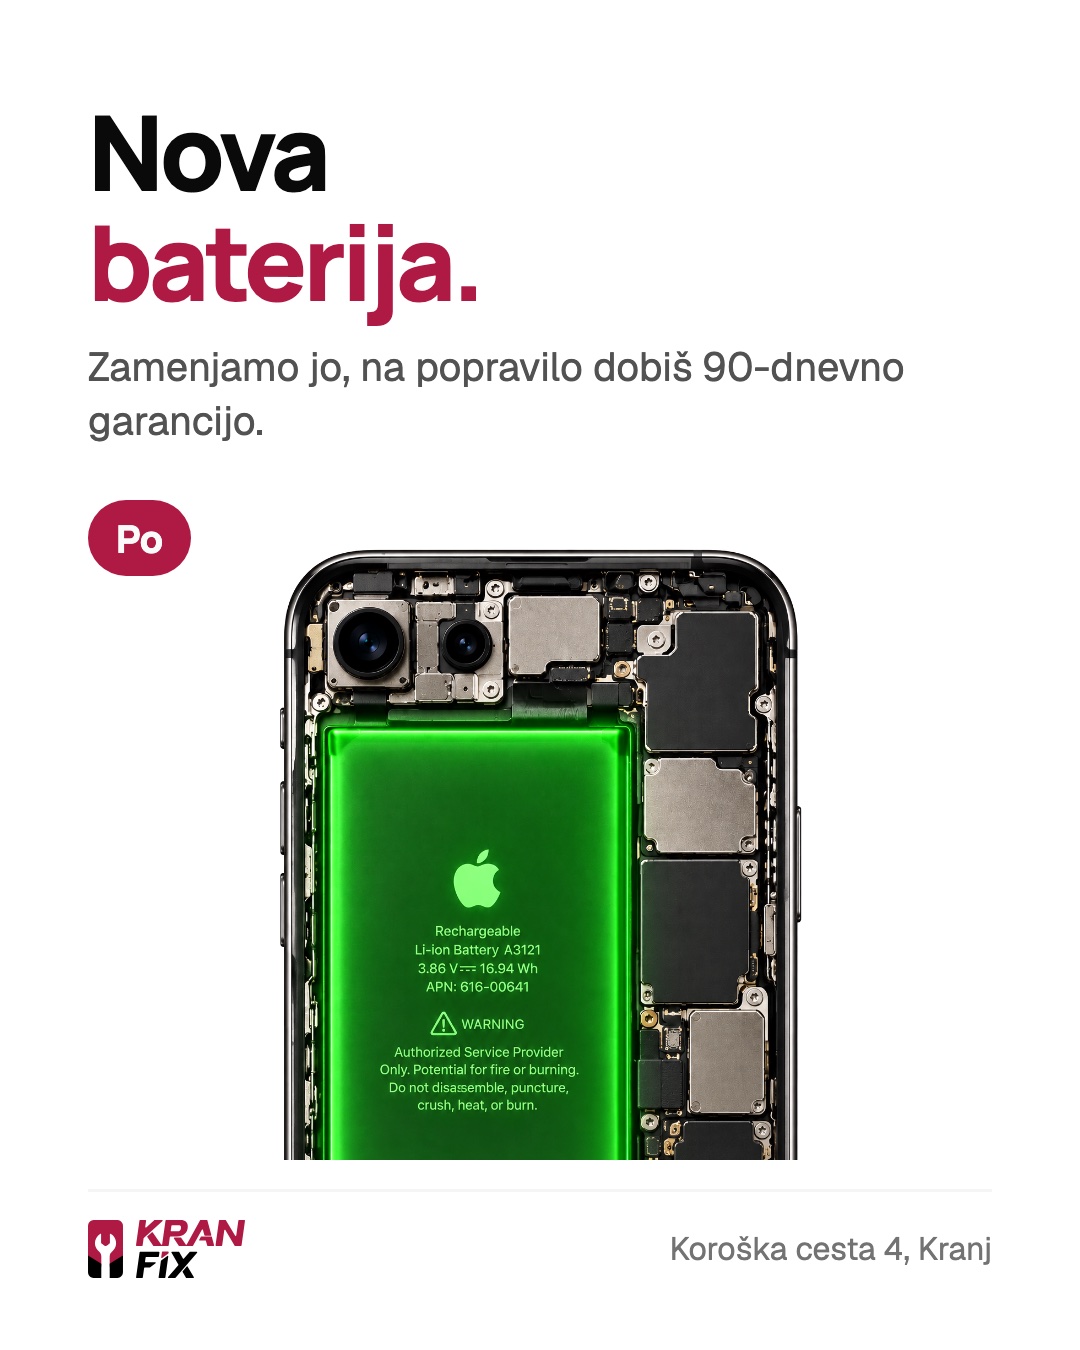 Nova
baterija.
Zamenjamo jo, na popravilo dobiš 90-dnevno
garancijo.
Po
Rechargeable
Li-ion Battery A3121
3.86 V⎓ 16.94 Wh
APN: 616-00641
WARNING
Authorized Service Provider
Only. Potential for fire or burning.
Do not disassemble, puncture,
crush, heat, or burn.
KRAN
FIX
Koroška cesta 4, Kranj